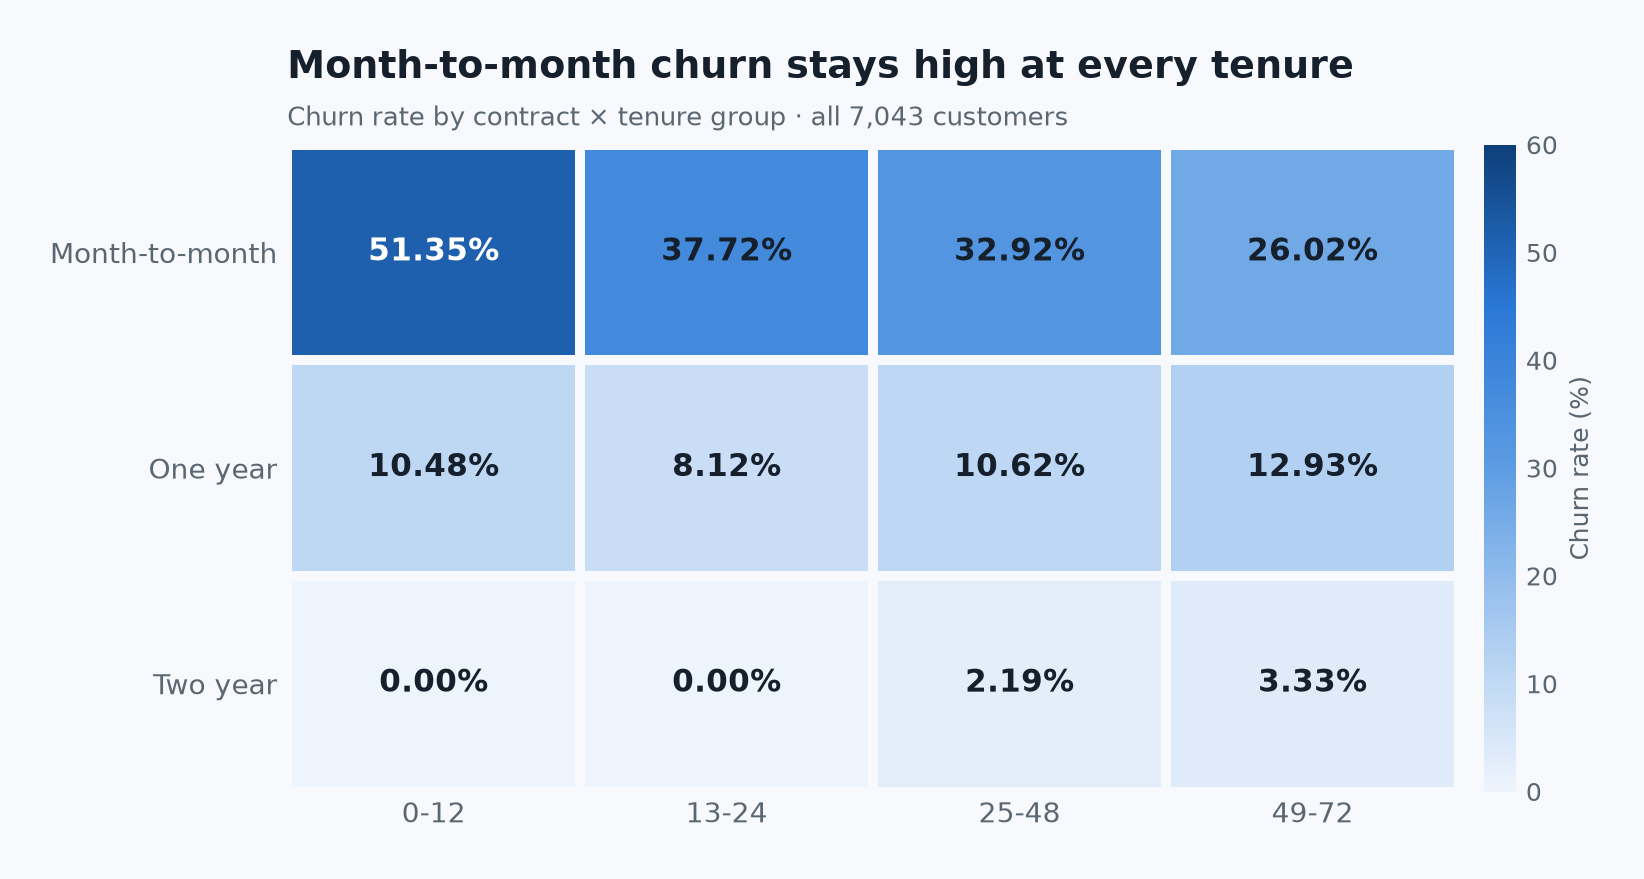 Month-to-month churn stays high at every tenure
Churn rate by contract × tenure group · all 7,043 customers
Month-to-month 51.35% 37.72% 32.92% 26.02%
One year 10.48% 8.12% 10.62% 12.93%
Two year 0.00% 0.00% 2.19% 3.33%
0-12 13-24 25-48 49-72
60
50
40
30
20
10
0
Churn rate (%)